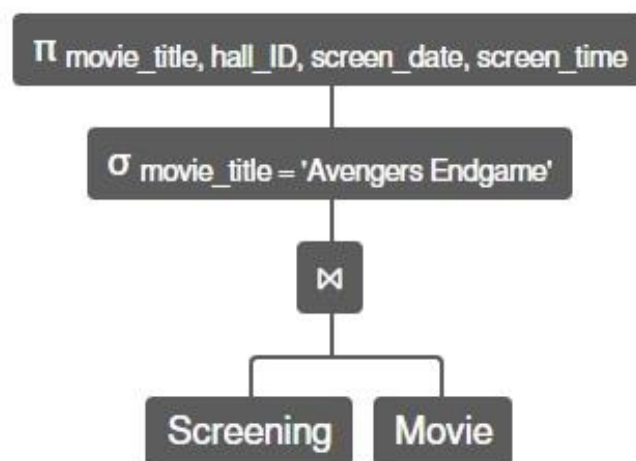 π movie_title, hall_ID, screen_date, screen_time
σ movie_title = 'Avengers Endgame'
⋈
Screening Movie